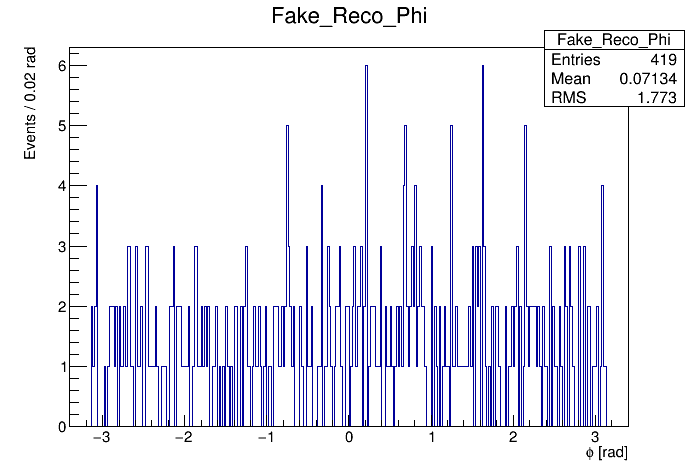 Fake_Reco_Phi
Fake_Reco_Phi
Entries 419
Mean 0.07134
RMS 1.773
Events / 0.02 rad
6
5
4
3
2
1
0
−3 −2 −1 0 1 2 3
ϕ [rad]